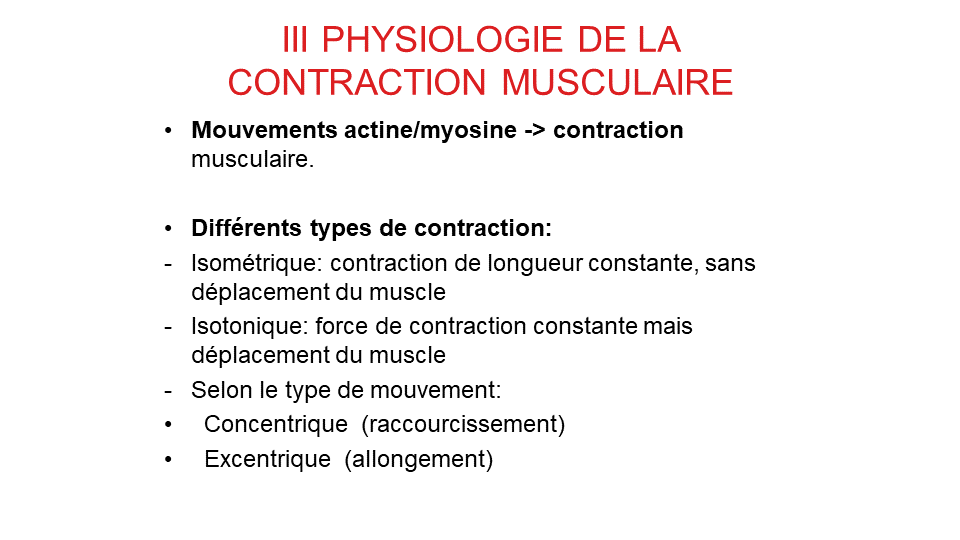 III PHYSIOLOGIE DE LA
CONTRACTION MUSCULAIRE
• Mouvements actine/myosine -> contraction
musculaire.
• Différents types de contraction:
- Isométrique: contraction de longueur constante, sans
déplacement du muscle
- Isotonique: force de contraction constante mais
déplacement du muscle
- Selon le type de mouvement:
• Concentrique (raccourcissement)
• Excentrique (allongement)